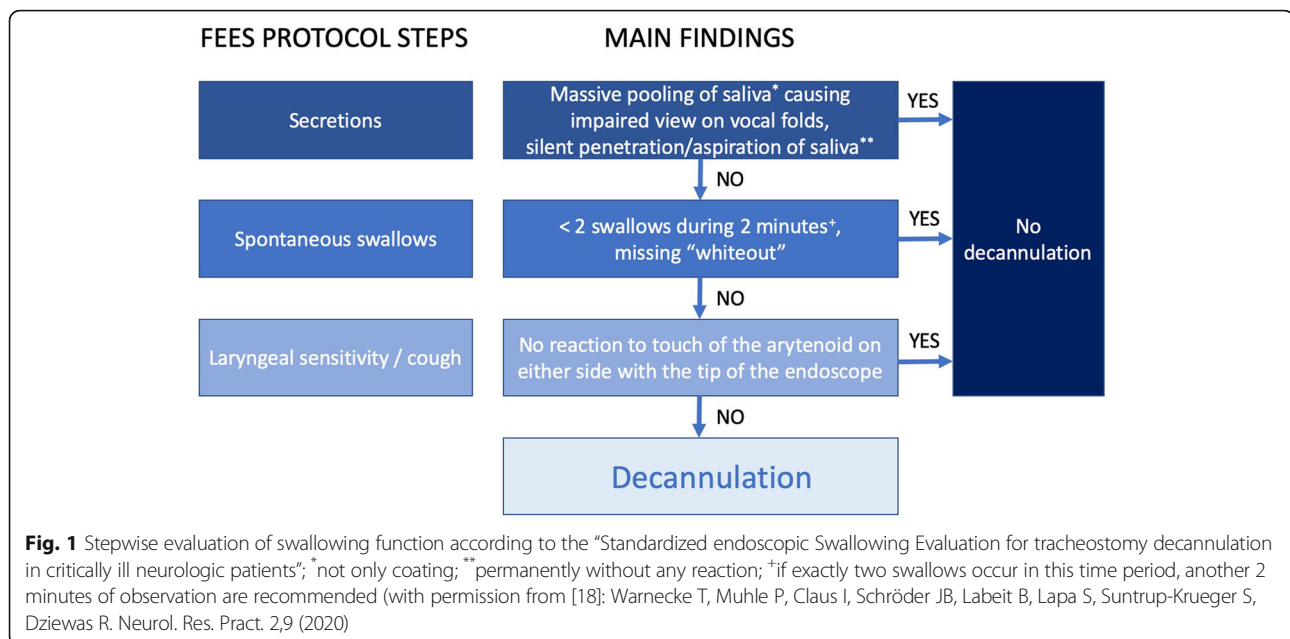 FEES PROTOCOL STEPS
MAIN FINDINGS
Secretions
Massive pooling of saliva* causing
impaired view on vocal folds,
silent penetration/aspiration of saliva**
YES
NO
Spontaneous swallows
< 2 swallows during 2 minutes+,
missing “whiteout”
YES
No
decannulation
NO
Laryngeal sensitivity / cough
No reaction to touch of the arytenoid on
either side with the tip of the endoscope
YES
NO
Decannulation
Fig. 1 Stepwise evaluation of swallowing function according to the “Standardized endoscopic Swallowing Evaluation for tracheostomy decannulation
in critically ill neurologic patients”; *not only coating; **permanently without any reaction; +if exactly two swallows occur in this time period, another 2
minutes of observation are recommended (with permission from [18]: Warnecke T, Muhle P, Claus I, Schröder JB, Labeit B, Lapa S, Suntrup-Krueger S,
Dziewas R. Neurol. Res. Pract. 2,9 (2020)